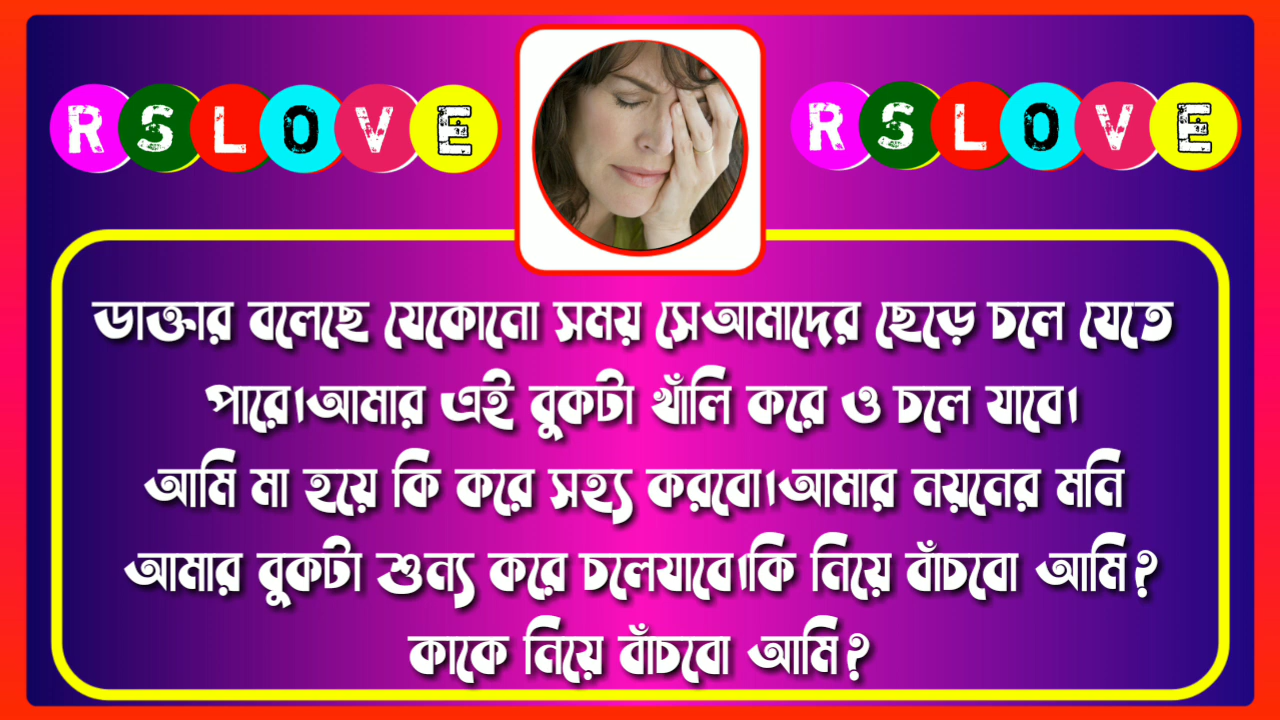 RSLOVE
RSLOVE
ডাক্তার বলেছে যেকোনো সময় সেআমাদের ছেড়ে চলে যেতে
পারে।আমার এই বুকটা খাঁলি করে ও চলে যাবে।
আমি মা হয়ে কি করে সহ্য করবো।আমার নয়নের মনি
আমার বুকটা শুন্য করে চলেযাবে।কি নিয়ে বাঁচবো আমি?
কাকে নিয়ে বাঁচবো আমি?